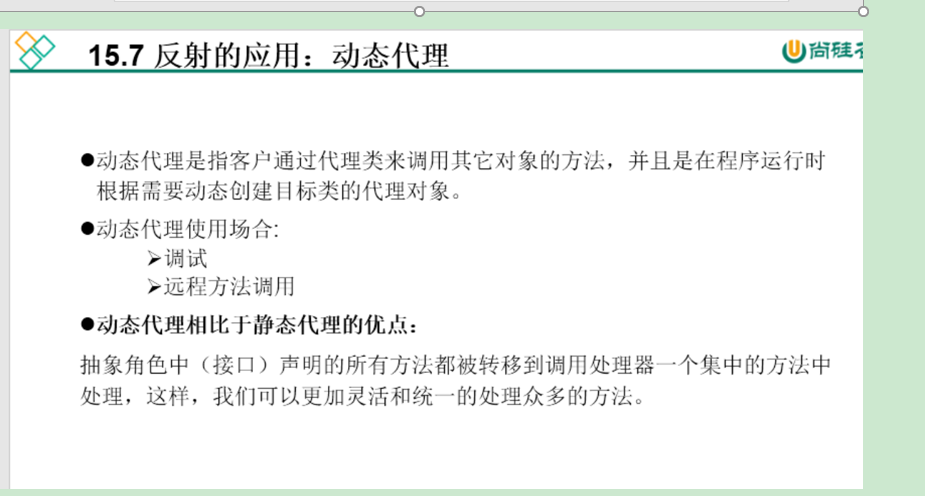 15.7 反射的应用：动态代理
尚硅
●动态代理是指客户通过代理类来调用其它对象的方法，并且是在程序运行时
根据需要动态创建目标类的代理对象。
●动态代理使用场合:
➢调试
➢远程方法调用
●动态代理相比于静态代理的优点：
抽象角色中（接口）声明的所有方法都被转移到调用处理器一个集中的方法中
处理，这样，我们可以更加灵活和统一的处理众多的方法。